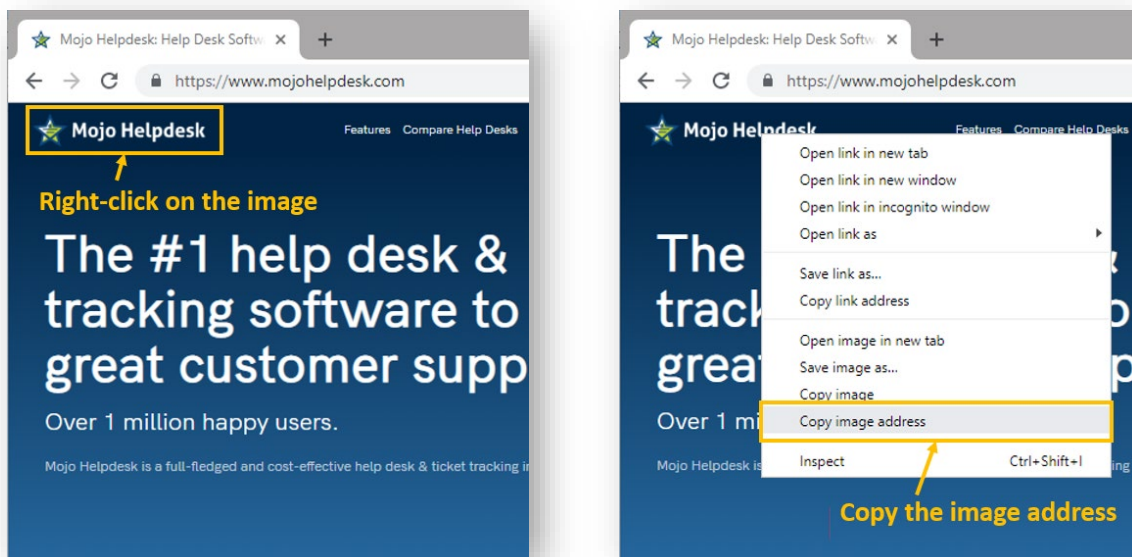 Mojo Helpdesk: Help Desk Softw
https://www.mojohelpdesk.com
Mojo Helpdesk
Features Compare Help Desks
Right-click on the image
The #1 help desk &
tracking software to
great customer supp
Over 1 million happy users.
Mojo Helpdesk is a full-fledged and cost-effective help desk & ticket tracking
Mojo Helpdesk: Help Desk Softw
https://www.mojohelpdesk.com
Mojo Helpdesk
Features Compare Help Desks
Open link in new tab
Open link in new window
Open link in incognito window
Open link as
Save link as...
Copy link address
Open image in new tab
Save image as...
Copy image
Copy image address
Inspect Ctrl+Shift+I
The
track
great
Over 1 mi
Mojo Helpdesk is
Copy the image address